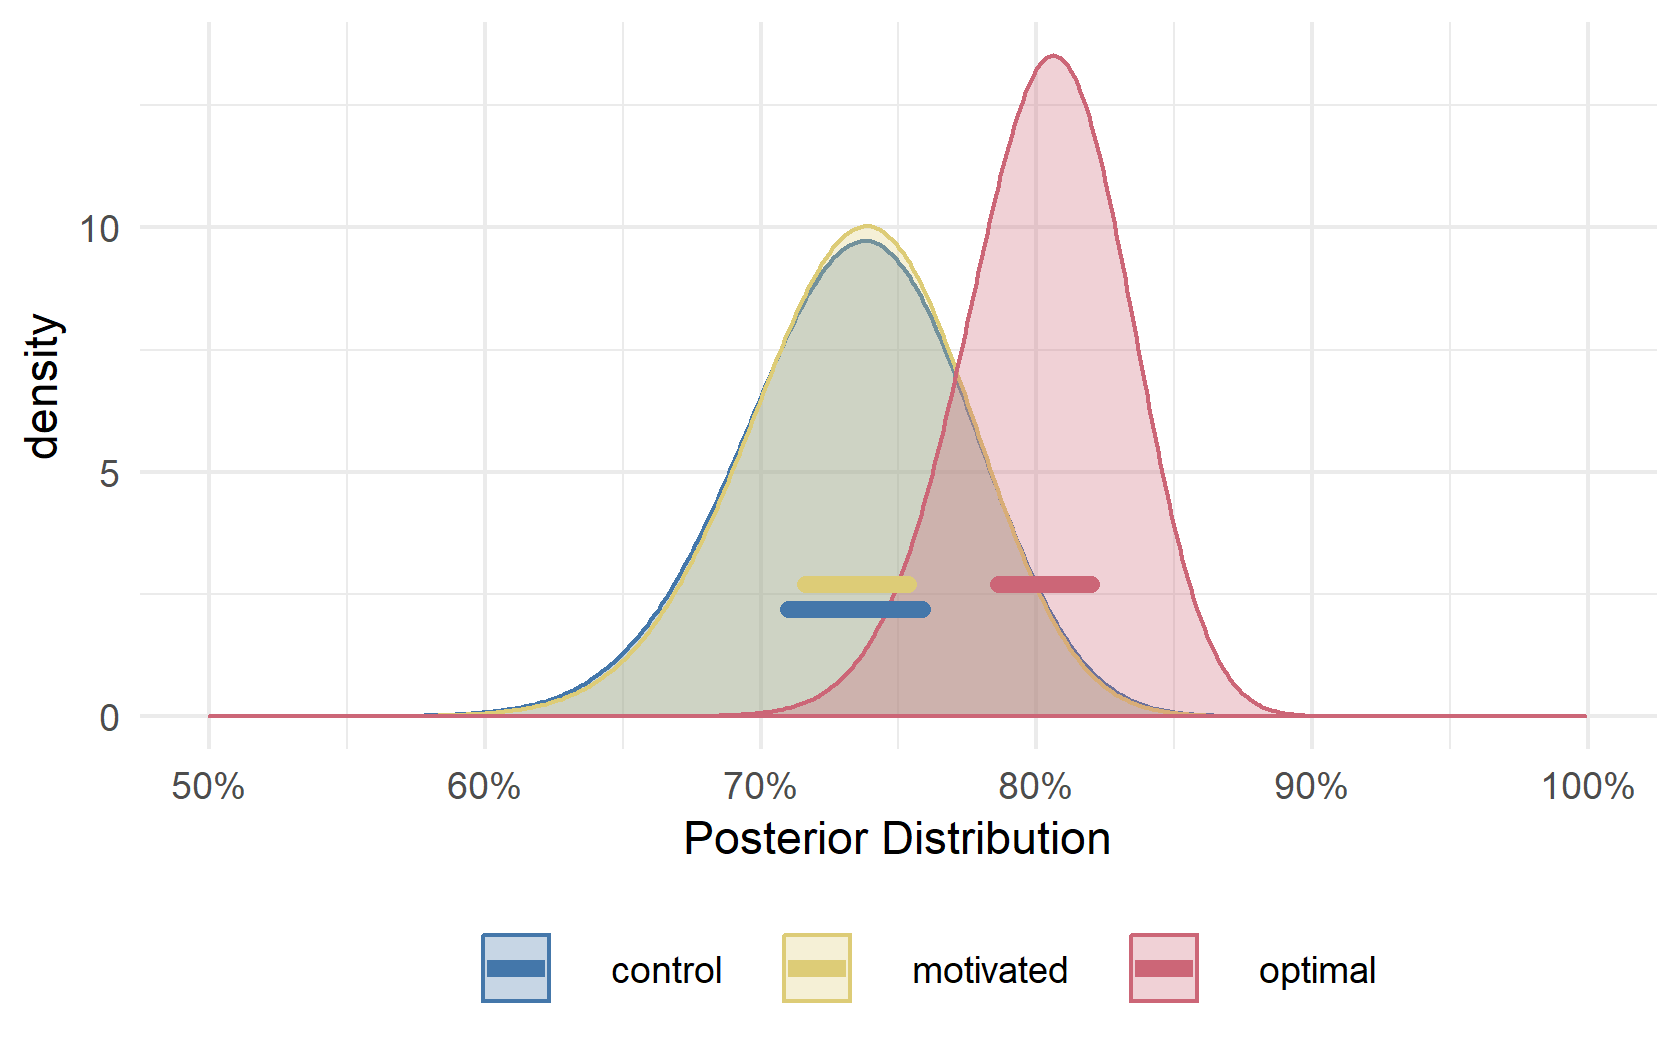 density
10
5
0
50%
60%
70%
80%
90%
100%
Posterior Distribution
control
motivated
optimal